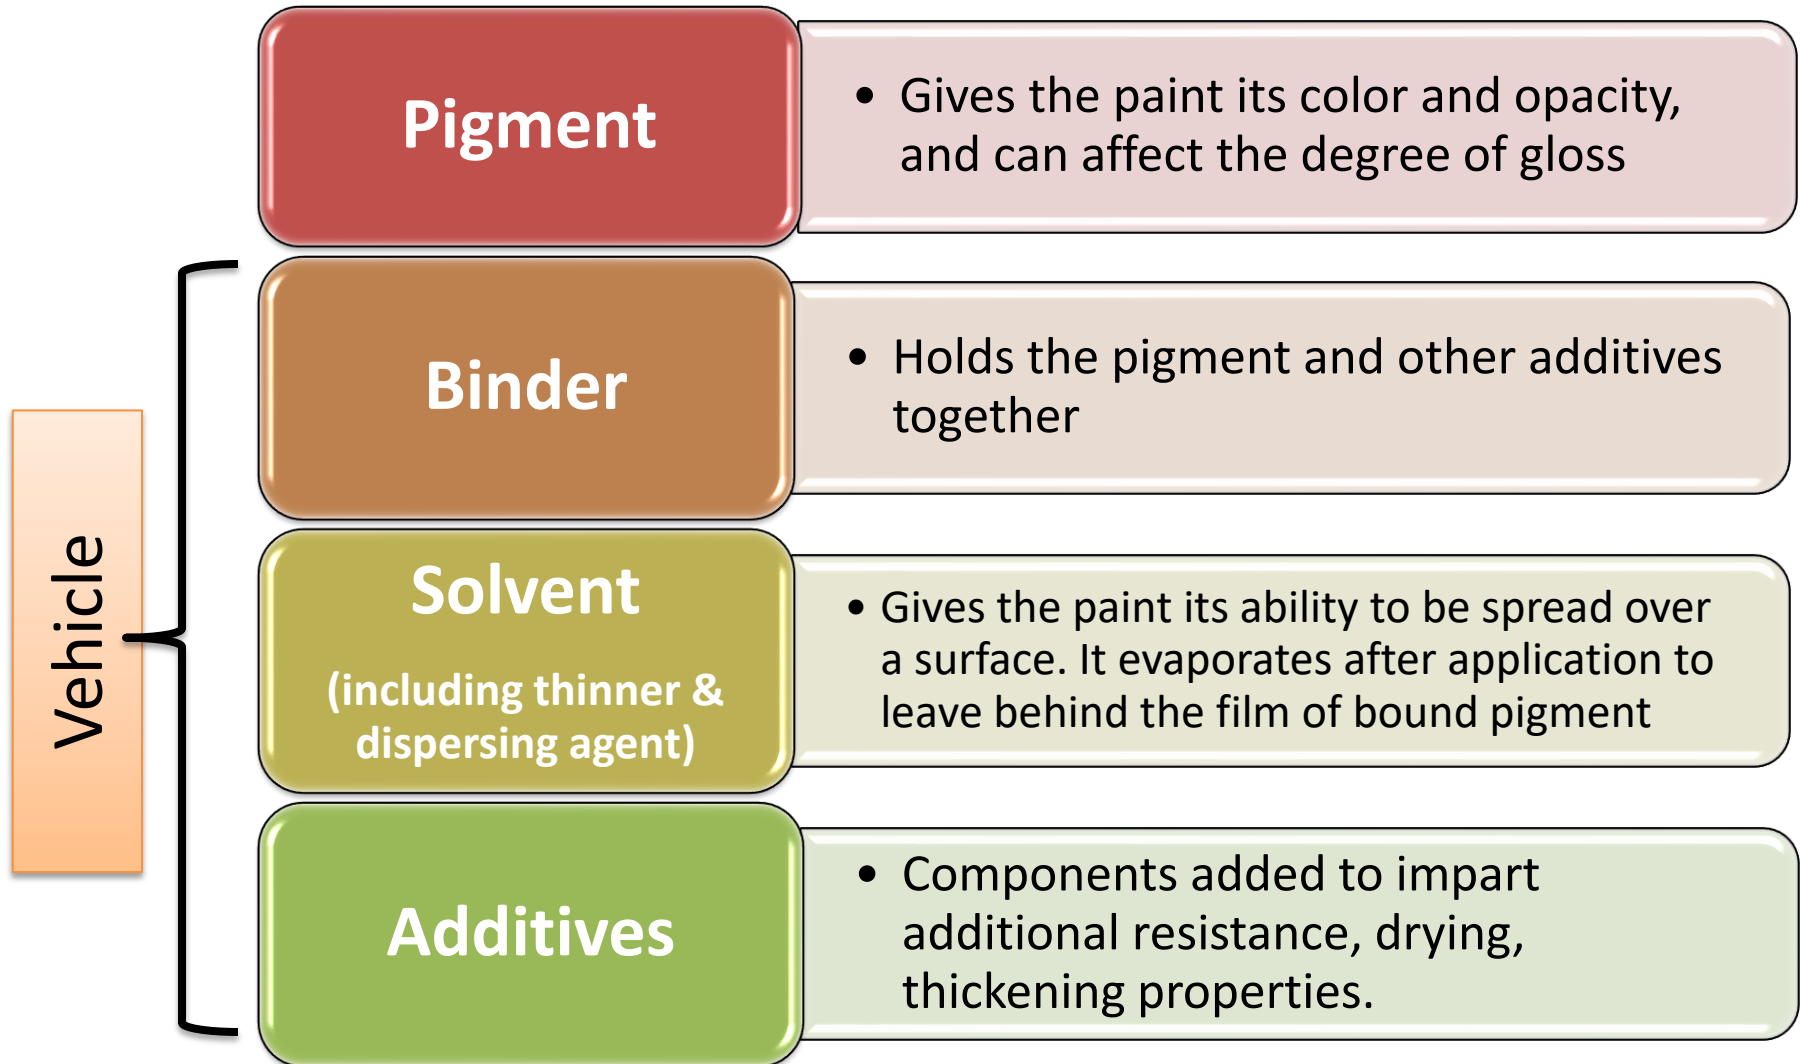 Vehicle
Pigment
• Gives the paint its color and opacity,
and can affect the degree of gloss
Binder
• Holds the pigment and other additives
together
Solvent
(including thinner &
dispersing agent)
• Gives the paint its ability to be spread over
a surface. It evaporates after application to
leave behind the film of bound pigment
Additives
• Components added to impart
additional resistance, drying,
thickening properties.